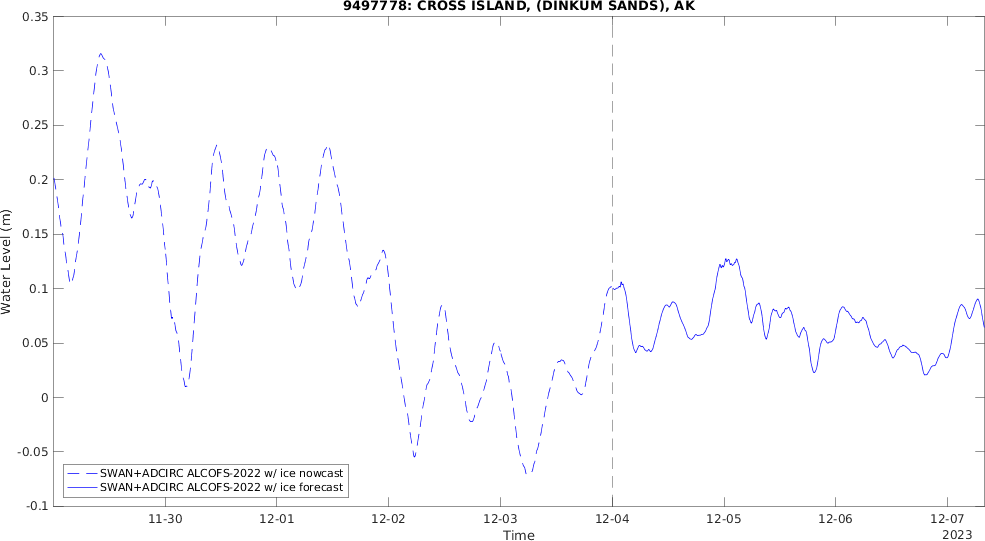 9497778: CROSS ISLAND, (DINKUM SANDS), AK
0.35
0.3
0.25
0.2
0.15
0.1
0.05
0
-0.05
-0.1
Water Level (m)
SWAN+ADCIRC ALCOFS-2022 w/ ice nowcast
SWAN+ADCIRC ALCOFS-2022 w/ ice forecast
11-30 12-01 12-02 12-03 12-04 12-05 12-06 12-07
Time
2023